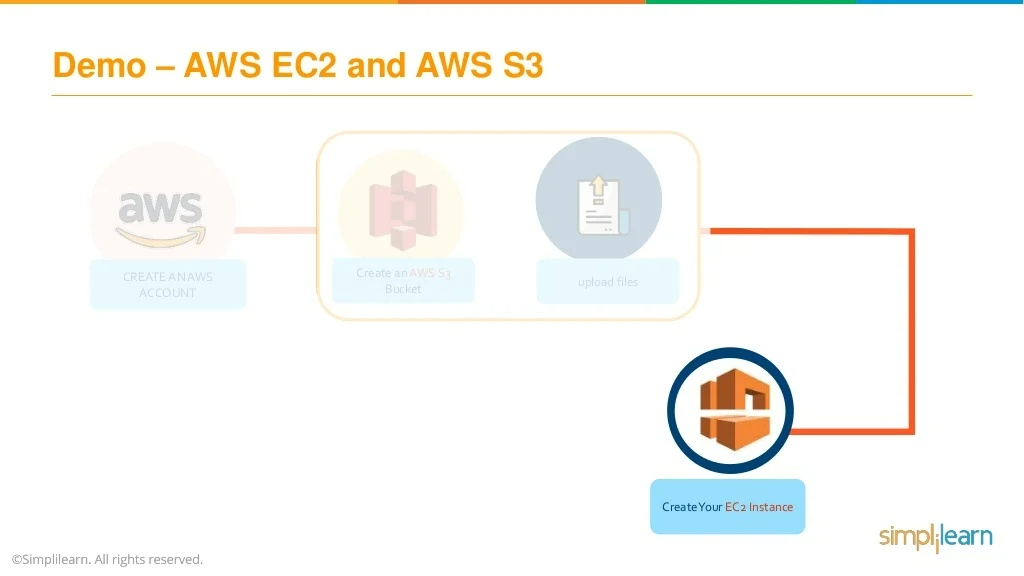 Demo – AWS EC2 and AWS S3
aws
CREATE AN AWS
ACCOUNT
Create an AWS S3
Bucket
upload files
Create Your EC2 Instance
simplilearn
©Simplilearn. All rights reserved.